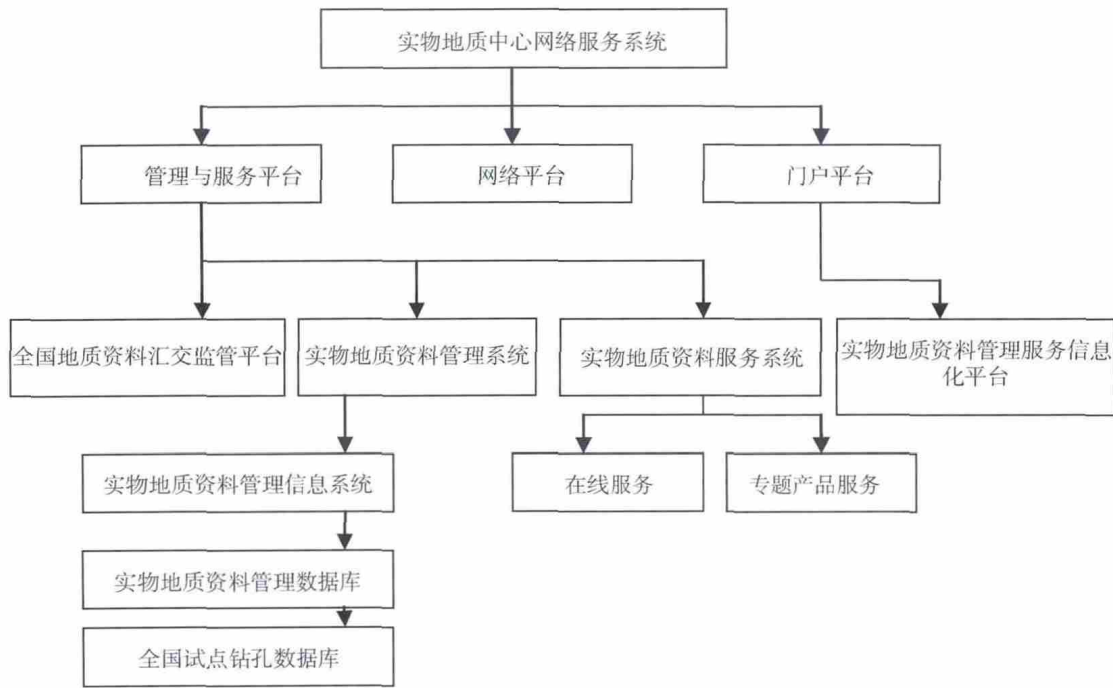 实物地质中心网络服务系统
管理与服务平台
网络平台
门户平台
全国地质资料汇交监管平台
实物地质资料管理系统
实物地质资料服务系统
实物地质资料管理服务信息
化平台
实物地质资料管理信息系统
在线服务
专题产品服务
实物地质资料管理数据库
全国试点钻孔数据库